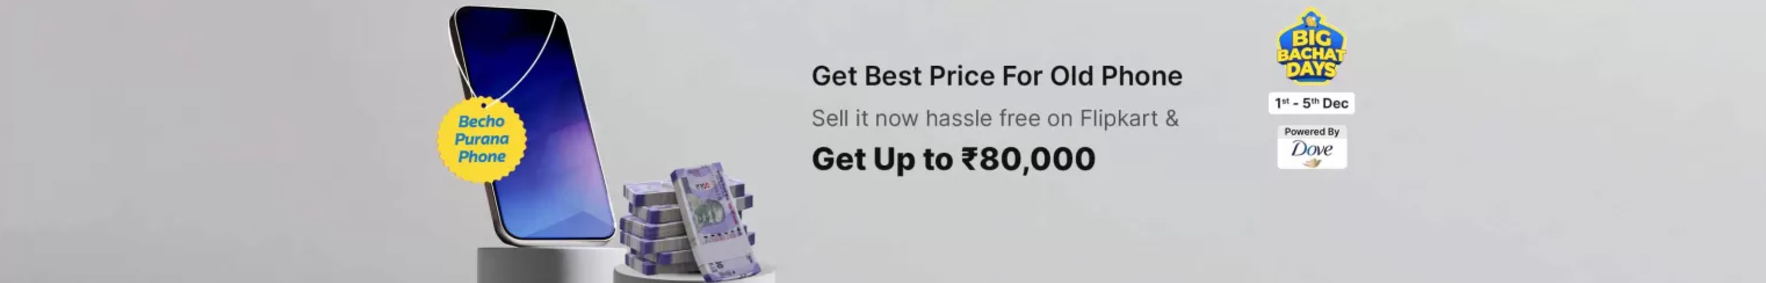 Becho
Purana
Phone
Get Best Price For Old Phone
Sell it now hassle free on Flipkart &
Get Up to ₹80,000
BIG
BACHAT
DAYS
1st - 5th Dec
Powered By
Dove